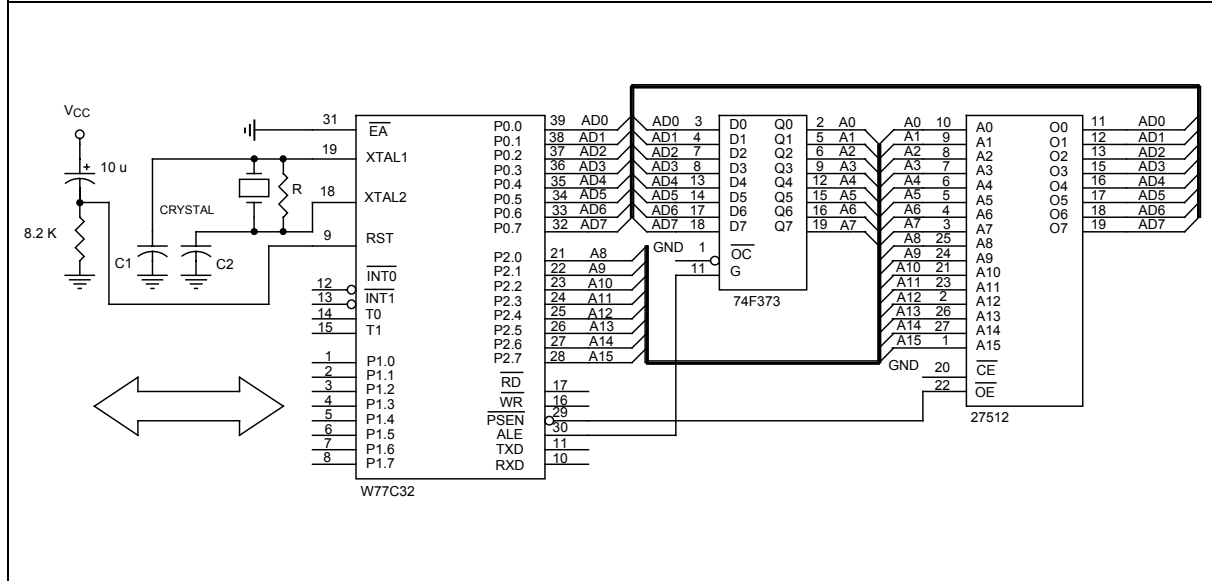 VCC
10 u
8.2 K
C1
C2
CRYSTAL
R
31 EA
19 XTAL1
18 XTAL2
9 RST
12 INT0
13 INT1
14 T0
15 T1
1 P1.0
2 P1.1
3 P1.2
4 P1.3
5 P1.4
6 P1.5
7 P1.6
8 P1.7
P0.0 39 AD0
P0.1 38 AD1
P0.2 37 AD2
P0.3 36 AD3
P0.4 35 AD4
P0.5 34 AD5
P0.6 33 AD6
P0.7 32 AD7
P2.0 21 A8
P2.1 22 A9
P2.2 23 A10
P2.3 24 A11
P2.4 25 A12
P2.5 26 A13
P2.6 27 A14
P2.7 28 A15
RD 17
WR 16
PSEN 29
ALE 30
TXD 11
RXD 10
W77C32
AD0 3 D0 Q0 2 A0
AD1 4 D1 Q1 5 A1
AD2 7 D2 Q2 6 A2
AD3 8 D3 Q3 9 A3
AD4 13 D4 Q4 12 A4
AD5 14 D5 Q5 15 A5
AD6 17 D6 Q6 16 A6
AD7 18 D7 Q7 19 A7
GND 1 OC
11 G
74F373
A0 10 A0 O0 11 AD0
A1 9 A1 O1 12 AD1
A2 8 A2 O2 13 AD2
A3 7 A3 O3 15 AD3
A4 6 A4 O4 16 AD4
A5 5 A5 O5 17 AD5
A6 4 A6 O6 18 AD6
A7 3 A7 O7 19 AD7
A8 25 A8
A9 24 A9
A10 21 A10
A11 23 A11
A12 2 A12
A13 26 A13
A14 27 A14
A15 1 A15
GND 20 CE
22 OE
27512